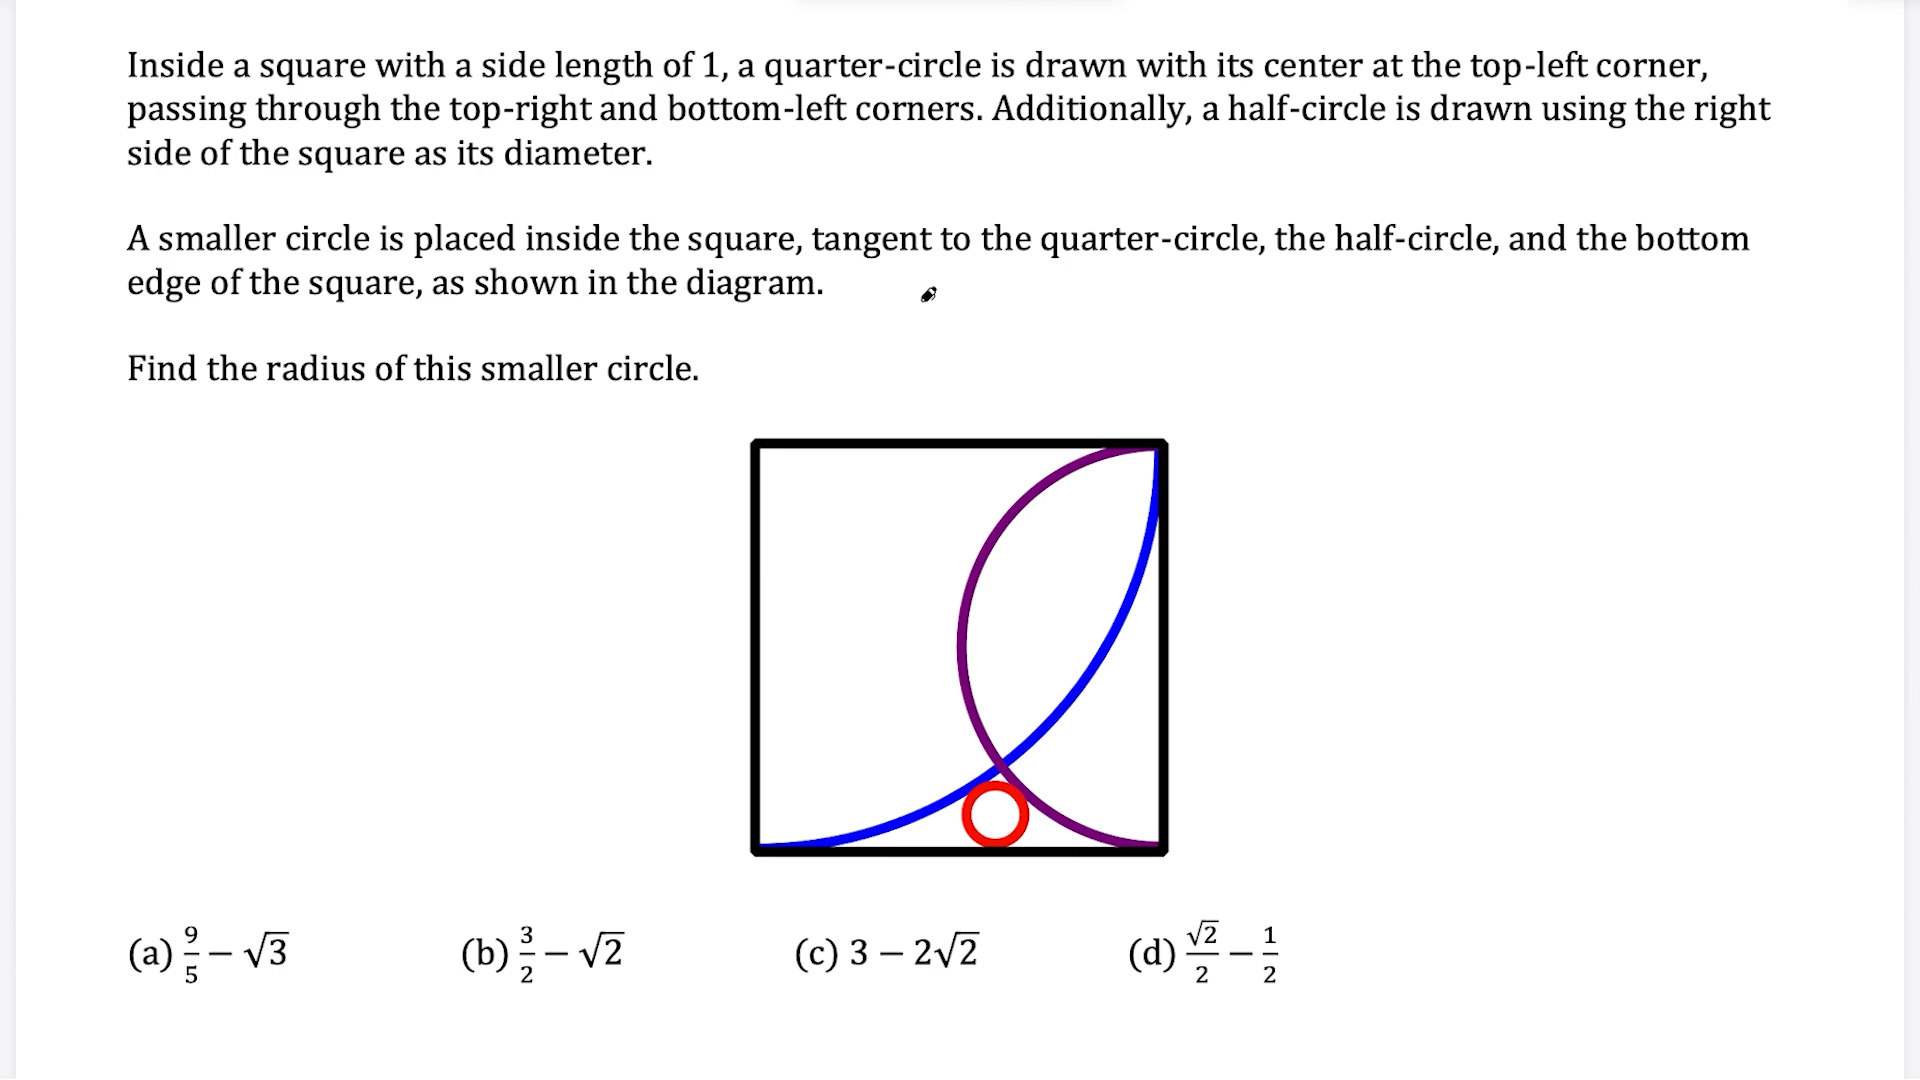 Inside a square with a side length of 1, a quarter-circle is drawn with its center at the top-left corner,
passing through the top-right and bottom-left corners. Additionally, a half-circle is drawn using the right
side of the square as its diameter.
A smaller circle is placed inside the square, tangent to the quarter-circle, the half-circle, and the bottom
edge of the square, as shown in the diagram.
Find the radius of this smaller circle.
(a) 9/5 − √3 (b) 3/2 − √2 (c) 3 − 2√2 (d) √2/2 − 1/2